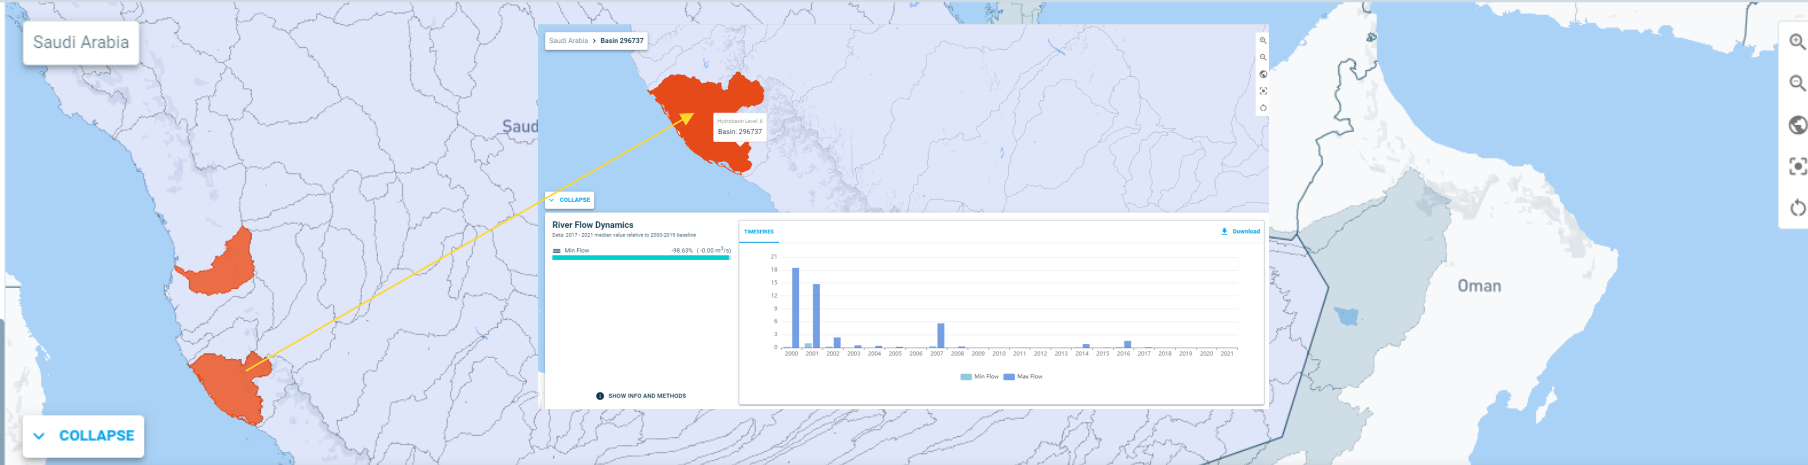 Saudi Arabia
Saud
Oman
COLLAPSE
Saudi Arabia > Basin 296737
Hydrobasin Level: 6
Basin: 296737
COLLAPSE
River Flow Dynamics
Data: 2017 - 2021 median value relative to 2000-2019 baseline
Min Flow -98.63% ( -0.00 m³/s)
SHOW INFO AND METHODS
TIMESERIES
Download
21
18
15
12
9
6
3
0
2000 2001 2002 2003 2004 2005 2006 2007 2008 2009 2010 2011 2012 2013 2014 2015 2016 2017 2018 2019 2020 2021
Min Flow Max Flow